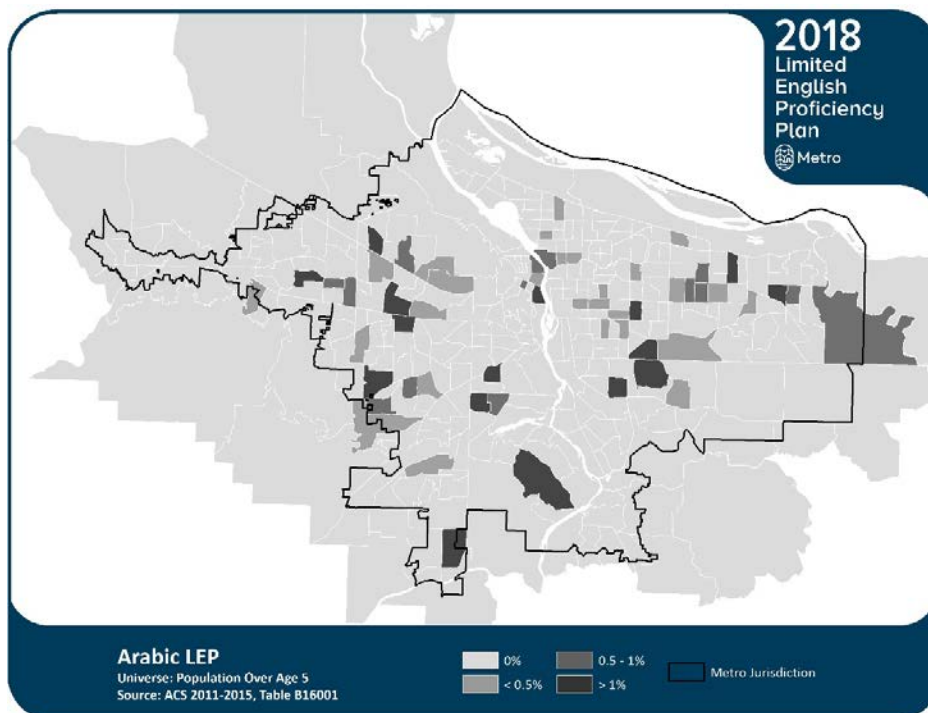 2018
Limited
English
Proficiency
Plan
Metro
Arabic LEP
Universe: Population Over Age 5
Source: ACS 2011-2015, Table B16001
0%
< 0.5%
0.5 - 1%
> 1%
Metro Jurisdiction